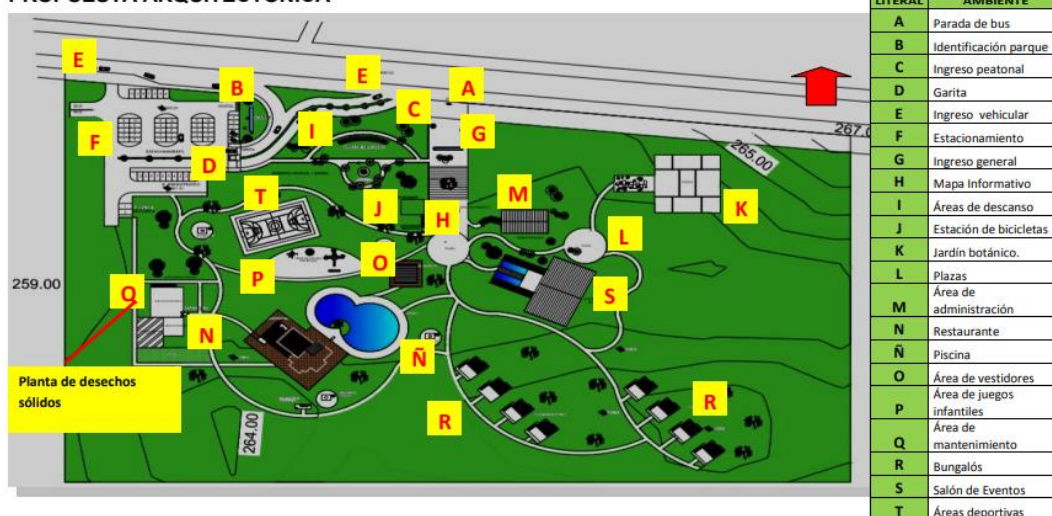 PROPUESTA ARQUITECTÓNICA
LITERAL AMBIENTE
A Parada de bus
B Identificación parque
C Ingreso peatonal
D Garita
E Ingreso vehicular
F Estacionamiento
G Ingreso general
H Mapa Informativo
I Áreas de descanso
J Estación de bicicletas
K Jardín botánico.
L Plazas
Área de
M administración
N Restaurante
Ñ Piscina
O Área de vestidores
Área de juegos
P infantiles
Área de
Q mantenimiento
R Bungalós
S Salón de Eventos
T Áreas deportivas
E
E
B
A
C
I
G
F
D
267.0
265.00
T
M
J
H
K
L
O
P
259.00
S
Q
N
Ñ
Planta de desechos
sólidos
R
R
264.00